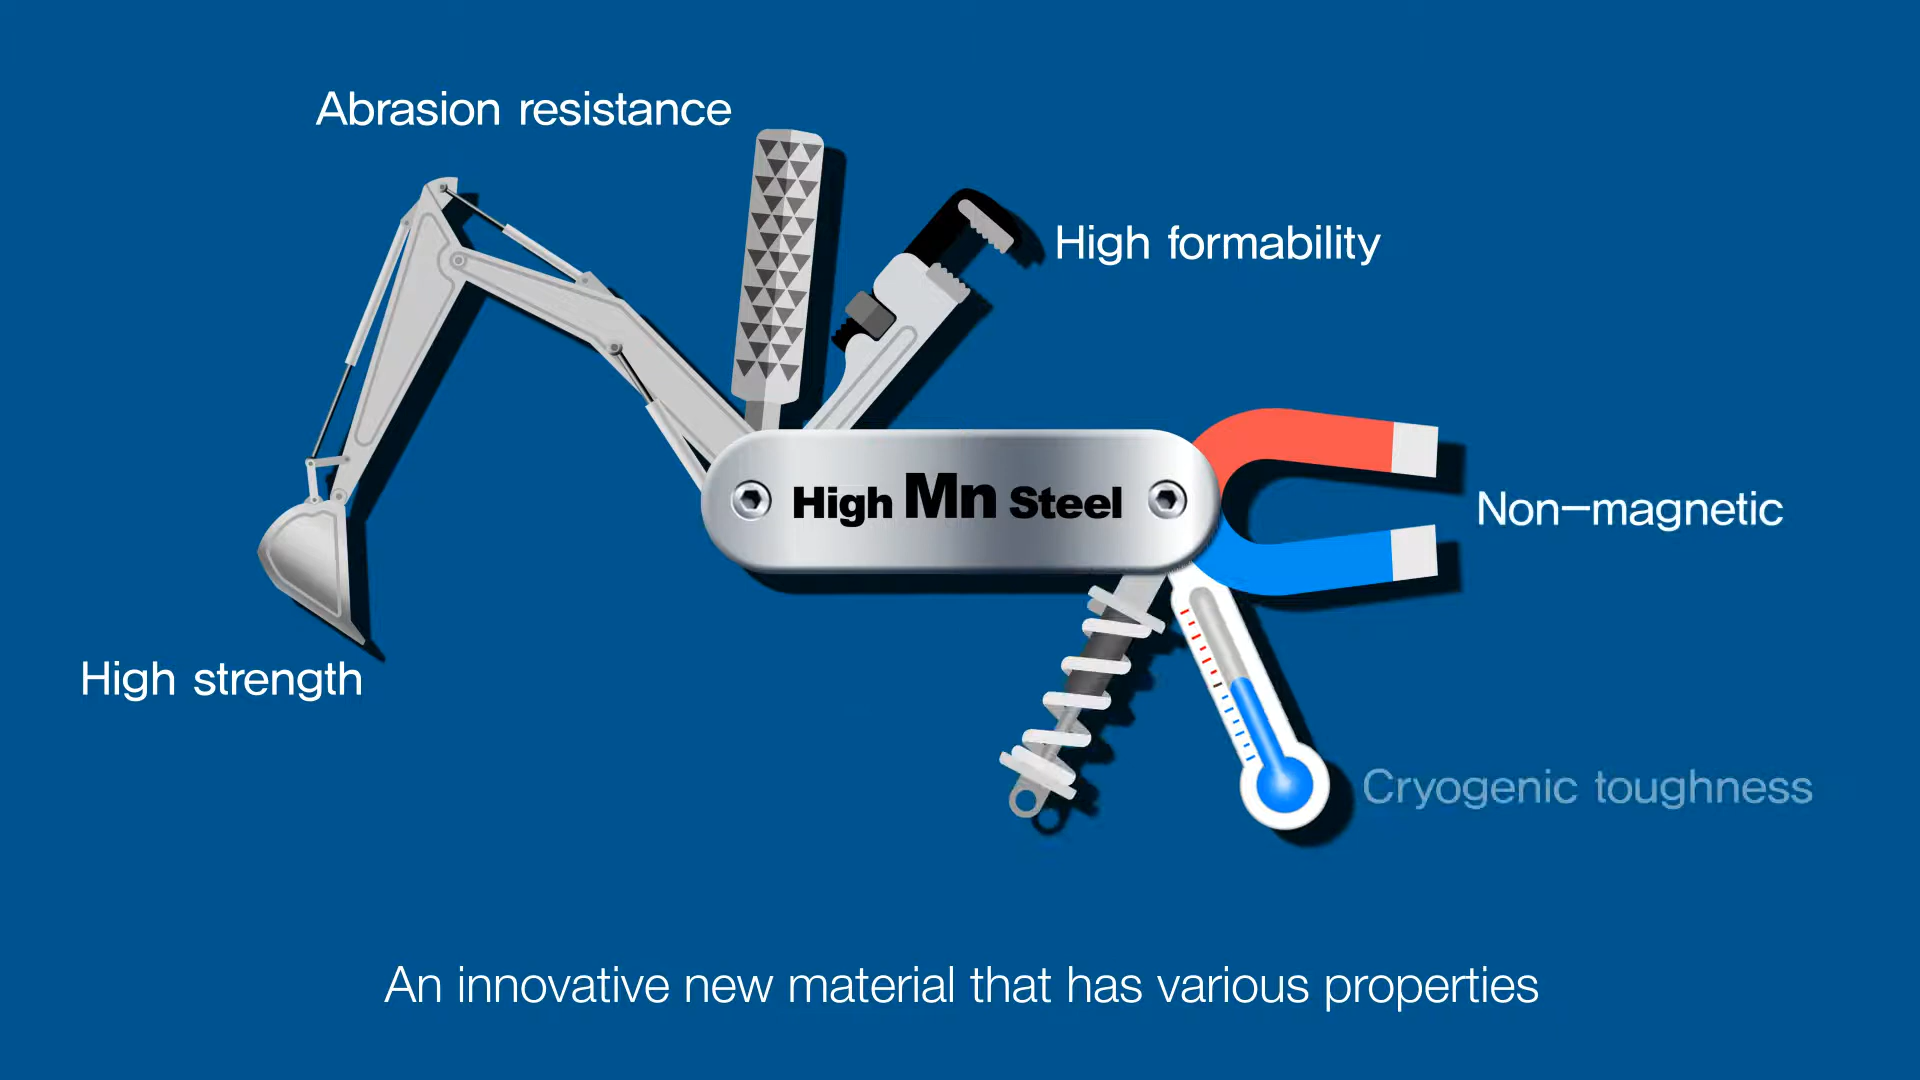 Abrasion resistance
High formability
High Mn Steel
Non-magnetic
High strength
Cryogenic toughness
An innovative new material that has various properties